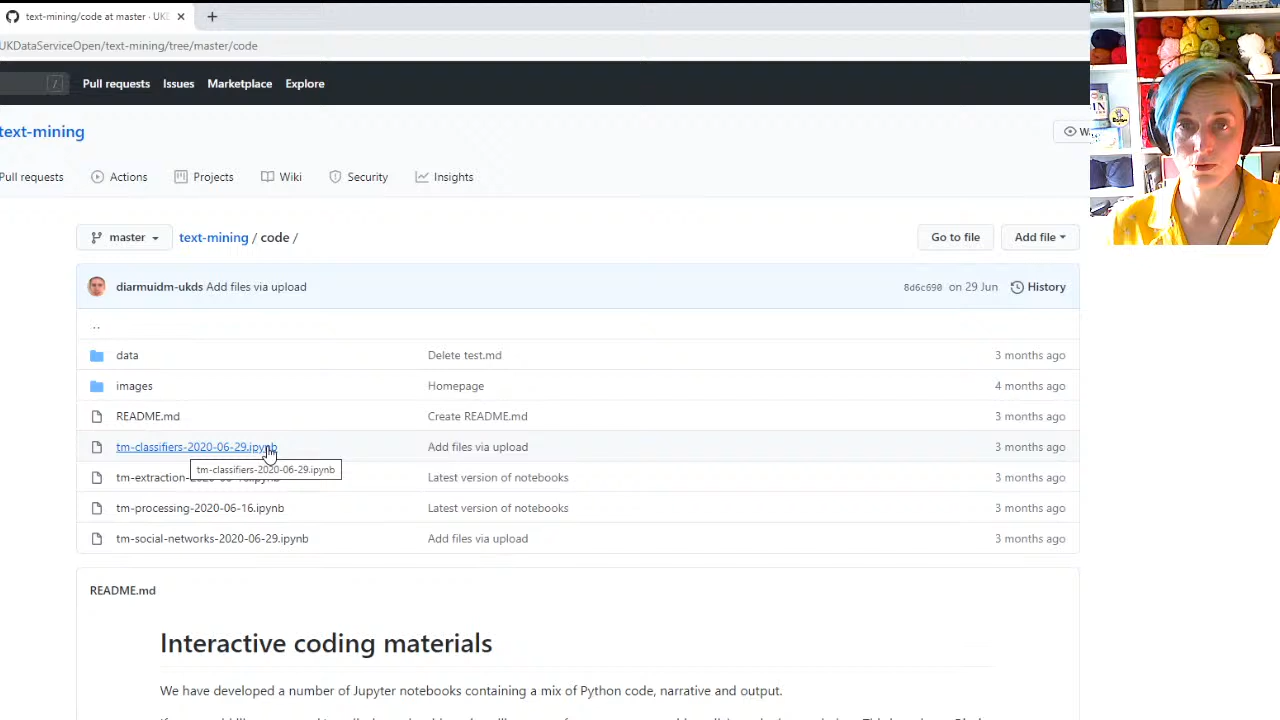 text-mining/code at master · UK
UKDataServiceOpen/text-mining/tree/master/code
/ Pull requests Issues Marketplace Explore
text-mining
Pull requests Actions Projects Wiki Security Insights
master text-mining / code / Go to file Add file
diarmuidm-ukds Add files via upload 8d6c690 on 29 Jun History
..
data Delete test.md 3 months ago
images Homepage 4 months ago
README.md Create README.md 3 months ago
tm-classifiers-2020-06-29.ipynb Add files via upload 3 months ago
tm-classifiers-2020-06-29.ipynb
tm-extraction- Latest version of notebooks 3 months ago
tm-processing-2020-06-16.ipynb Latest version of notebooks 3 months ago
tm-social-networks-2020-06-29.ipynb Add files via upload 3 months ago
README.md
Interactive coding materials
We have developed a number of Jupyter notebooks containing a mix of Python code, narrative and output.